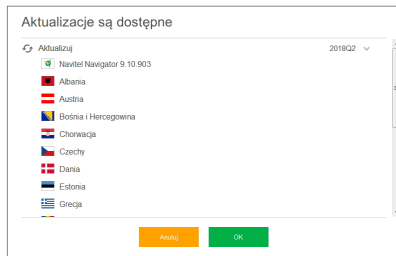 Aktualizacje są dostępne
Aktualizuj 2018Q2
Navitel Navigator 9.10.903
Albania
Austria
Bośnia i Hercegowina
Chorwacja
Czechy
Dania
Estonia
Grecja
Anuluj OK